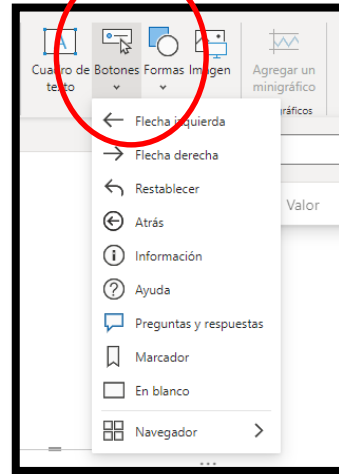 Cuadro de texto
Botones
Formas
Imagen
Agregar un minigráfico
ráficos
Flecha izquierda
Flecha derecha
Restablecer
Atrás
Información
Ayuda
Preguntas y respuestas
Marcador
En blanco
Navegador
Valor